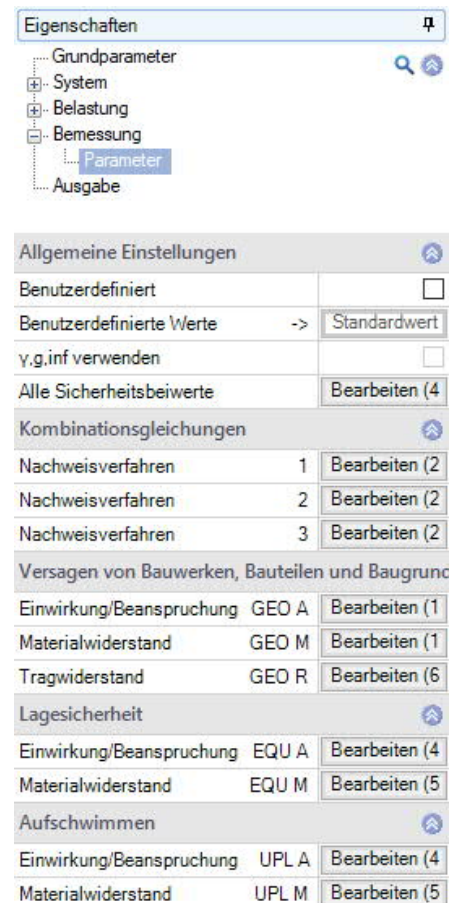 Eigenschaften
Grundparameter
System
Belastung
Bemessung
Parameter
Ausgabe
Allgemeine Einstellungen
Benutzerdefiniert
Benutzerdefinierte Werte -> Standardwert
γ,g,inf verwenden
Alle Sicherheitsbeiwerte Bearbeiten (4
Kombinationsgleichungen
Nachweisverfahren 1 Bearbeiten (2
Nachweisverfahren 2 Bearbeiten (2
Nachweisverfahren 3 Bearbeiten (2
Versagen von Bauwerken, Bauteilen und Baugrund
Einwirkung/Beanspruchung GEO A Bearbeiten (1
Materialwiderstand GEO M Bearbeiten (1
Tragwiderstand GEO R Bearbeiten (6
Lagesicherheit
Einwirkung/Beanspruchung EQU A Bearbeiten (4
Materialwiderstand EQU M Bearbeiten (5
Aufschwimmen
Einwirkung/Beanspruchung UPL A Bearbeiten (4
Materialwiderstand UPL M Bearbeiten (5